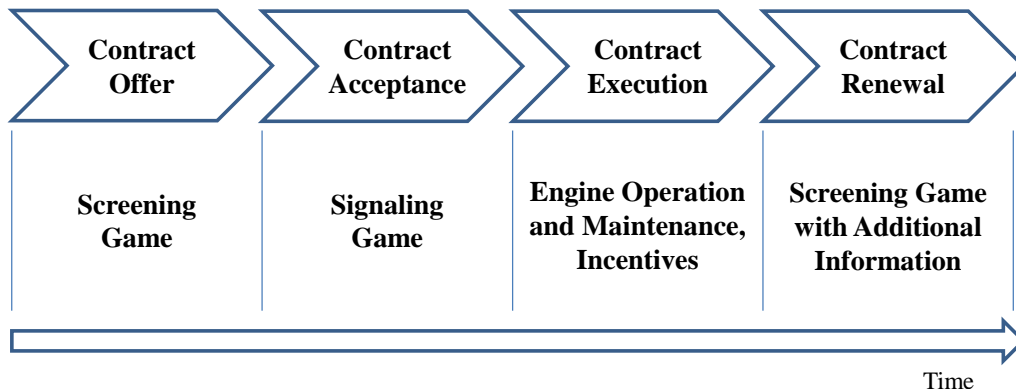 Contract
Offer
Contract
Acceptance
Contract
Execution
Contract
Renewal
Screening
Game
Signaling
Game
Engine Operation
and Maintenance,
Incentives
Screening Game
with Additional
Information
Time